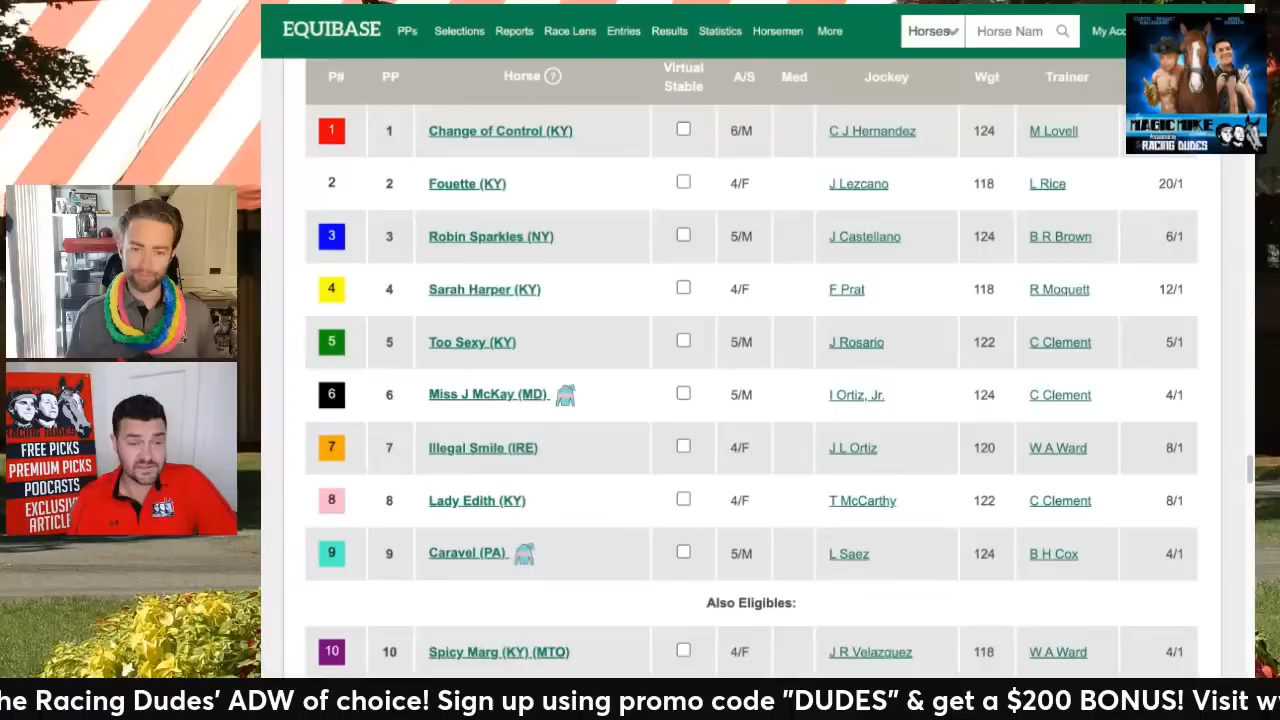 EQUIBASE PPs Selections Reports Race Lens Entries Results Statistics Horsemen More Horses Horse Nam My Acc
P# PP Horse ? Virtual Stable A/S Med Jockey Wgt Trainer
1 1 Change of Control (KY) 6/M C J Hernandez 124 M Lovell
2 2 Fouette (KY) 4/F J Lezcano 118 L Rice 20/1
3 3 Robin Sparkles (NY) 5/M J Castellano 124 B R Brown 6/1
4 4 Sarah Harper (KY) 4/F F Prat 118 R Moquett 12/1
5 5 Too Sexy (KY) 5/M J Rosario 122 C Clement 5/1
6 6 Miss J McKay (MD) 5/M I Ortiz, Jr. 124 C Clement 4/1
7 7 Illegal Smile (IRE) 4/F J L Ortiz 120 W A Ward 8/1
8 8 Lady Edith (KY) 4/F T McCarthy 122 C Clement 8/1
9 9 Caravel (PA) 5/M L Saez 124 B H Cox 4/1
Also Eligibles:
10 10 Spicy Marg (KY) (MTO) 4/F J R Velazquez 118 W A Ward 4/1
MAGIC MIKE
RACING DUDES
RACING DUDES
FREE PICKS
PREMIUM PICKS
PODCASTS
EXCLUSIV
ARTICLE
he Racing Dudes' ADW of choice! Sign up using promo code "DUDES" & get a $200 BONUS! Visit w